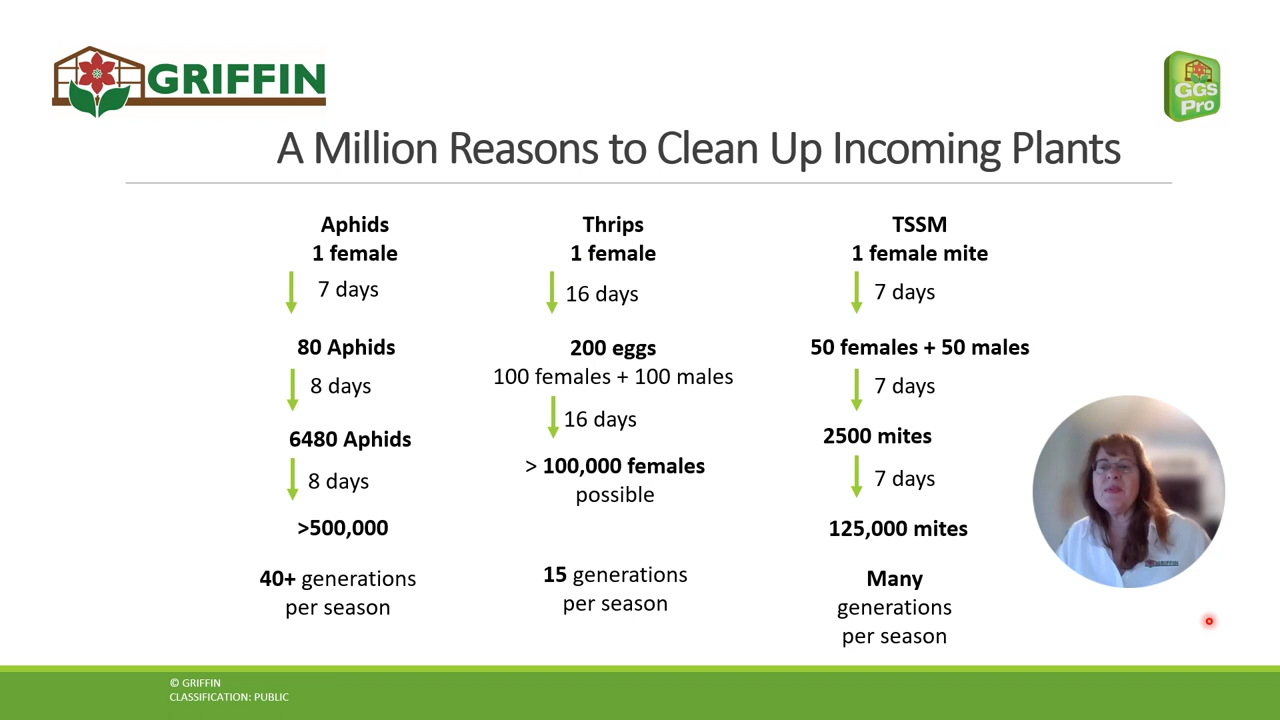 GRIFFIN
GGS
Pro
A Million Reasons to Clean Up Incoming Plants
Aphids
1 female
7 days
80 Aphids
8 days
6480 Aphids
8 days
>500,000
40+ generations
per season
Thrips
1 female
16 days
200 eggs
100 females + 100 males
16 days
> 100,000 females
possible
15 generations
per season
TSSM
1 female mite
7 days
50 females + 50 males
7 days
2500 mites
7 days
125,000 mites
Many
generations
per season
GRIFFIN
© GRIFFIN
CLASSIFICATION: PUBLIC